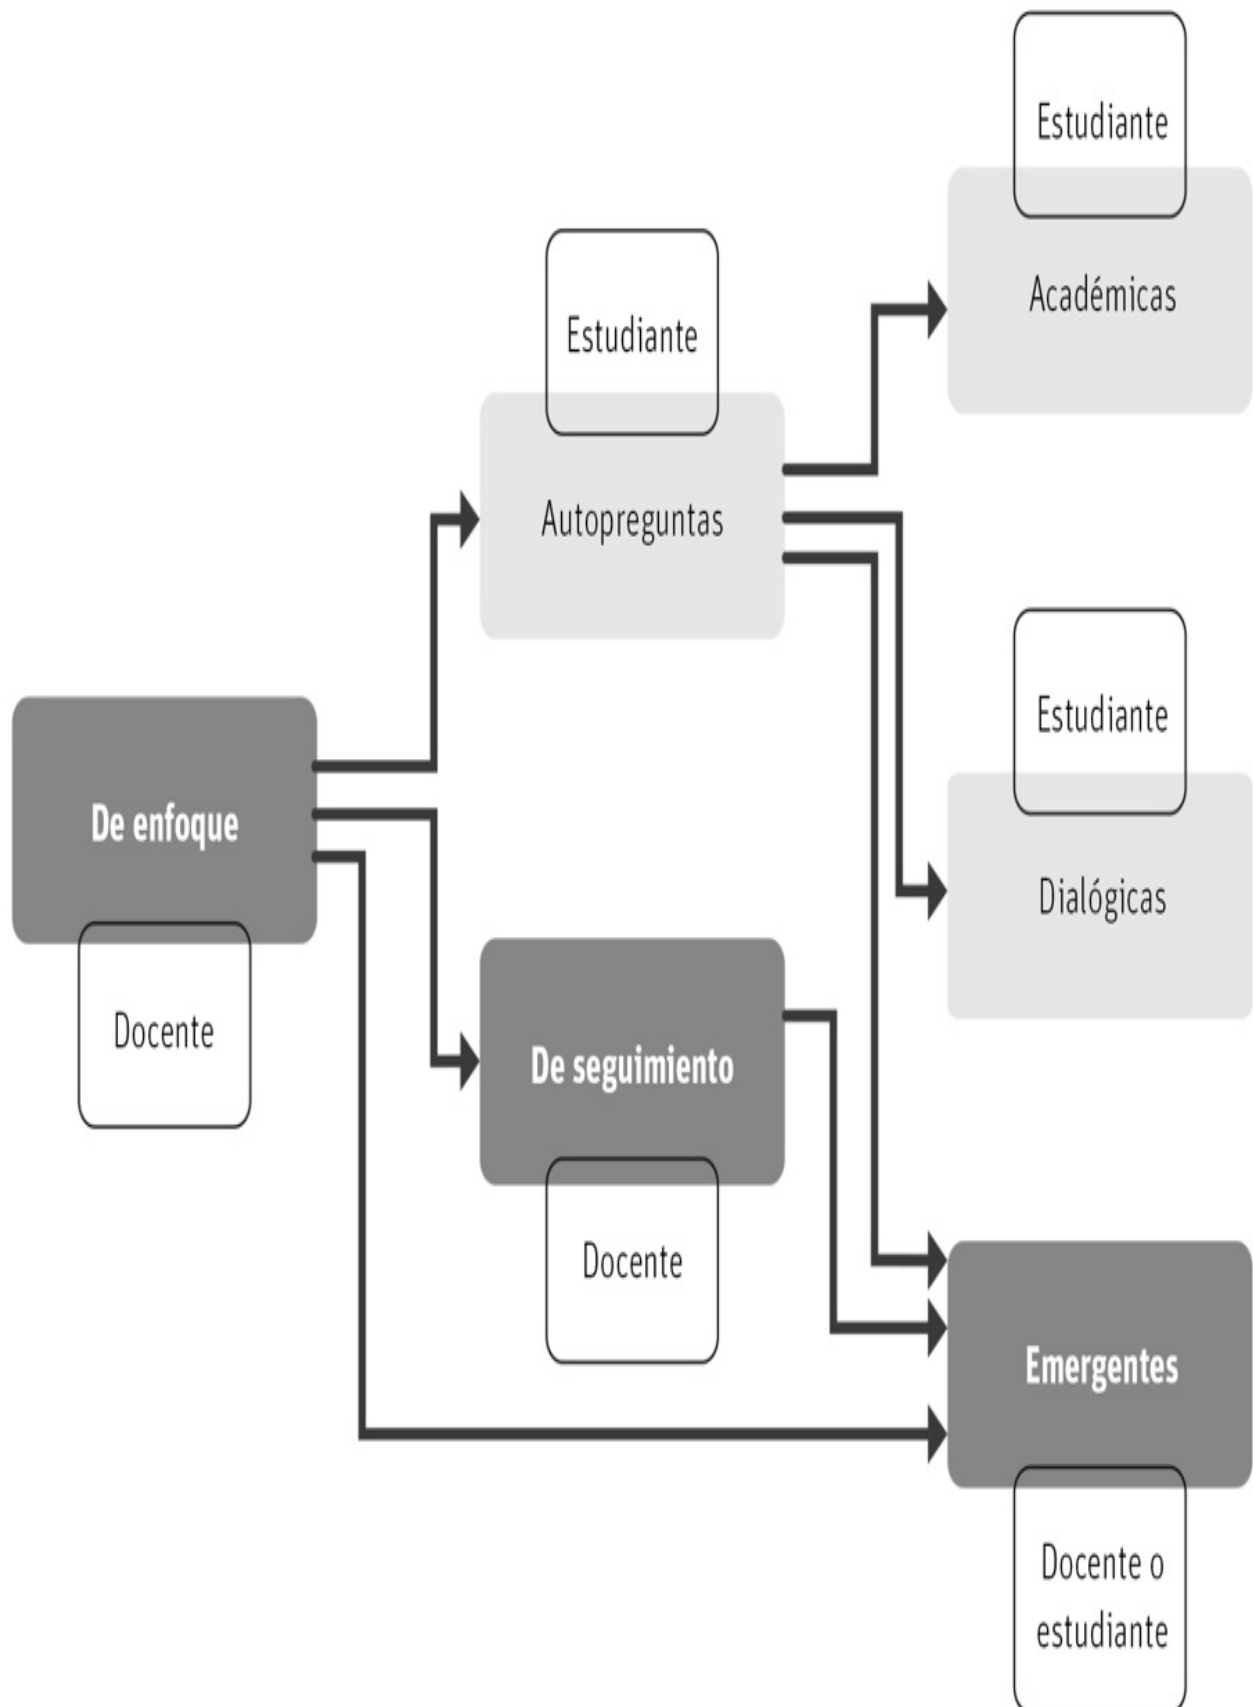 Estudiante
Académicas
Estudiante
Autopreguntas
Estudiante
Dialógicas
De enfoque
Docente
De seguimiento
Docente
Emergentes
Docente o
estudiante